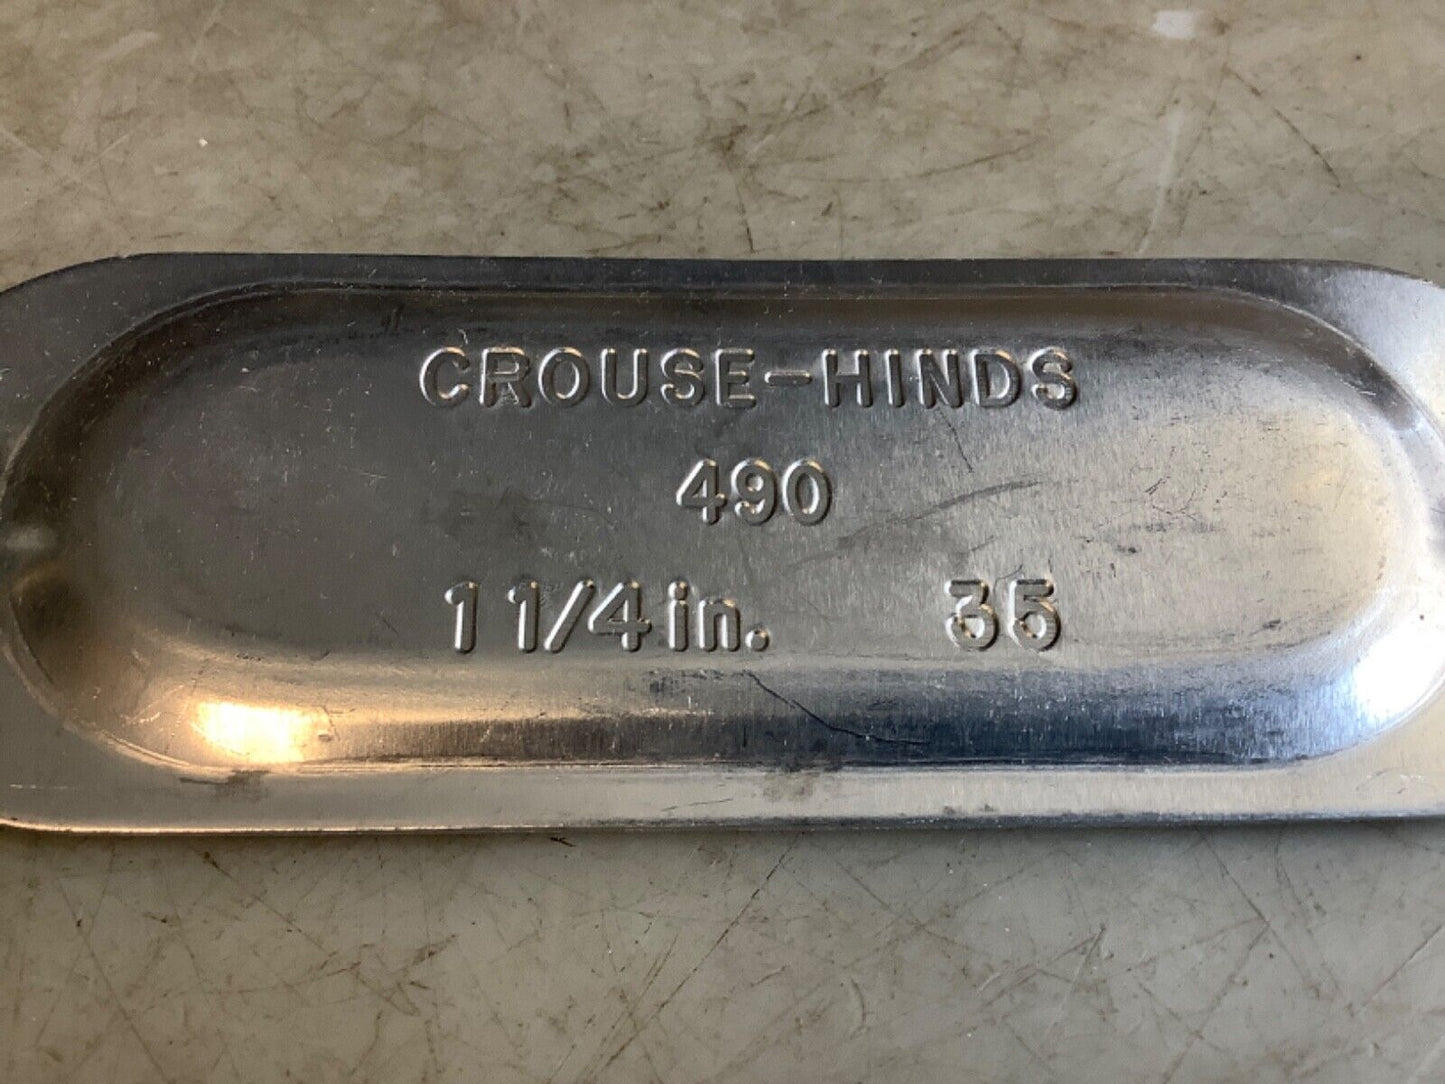 CROUSE-HINDS
490
1 1/4 in. 35